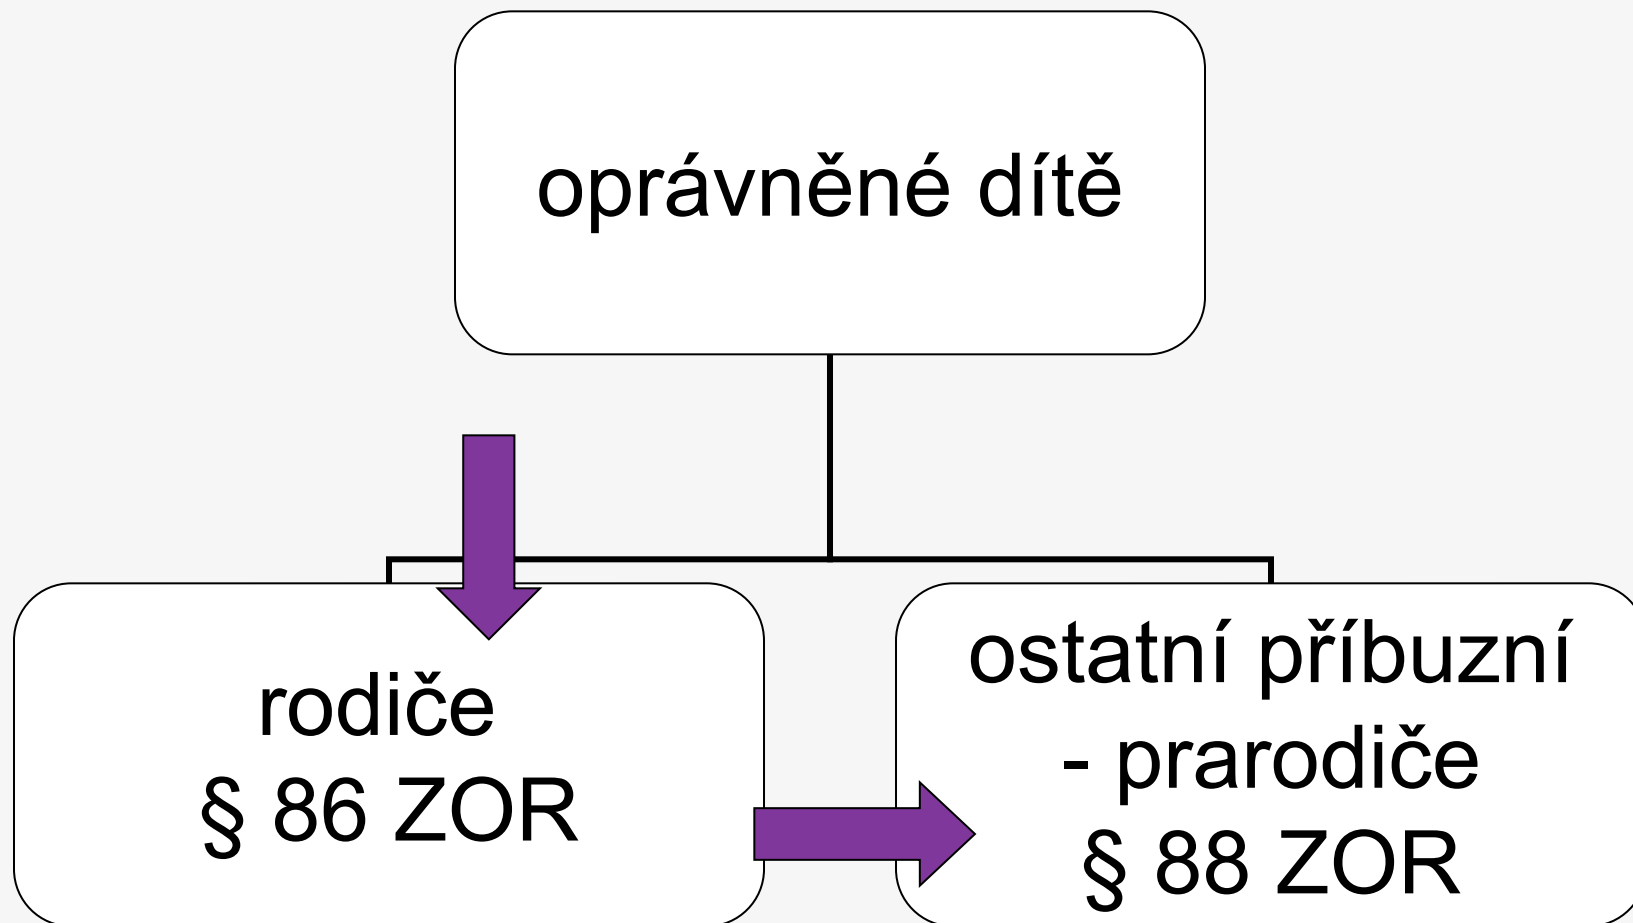 oprávněné dítě
rodiče
§ 86 ZOR
ostatní příbuzní
- prarodiče
§ 88 ZOR